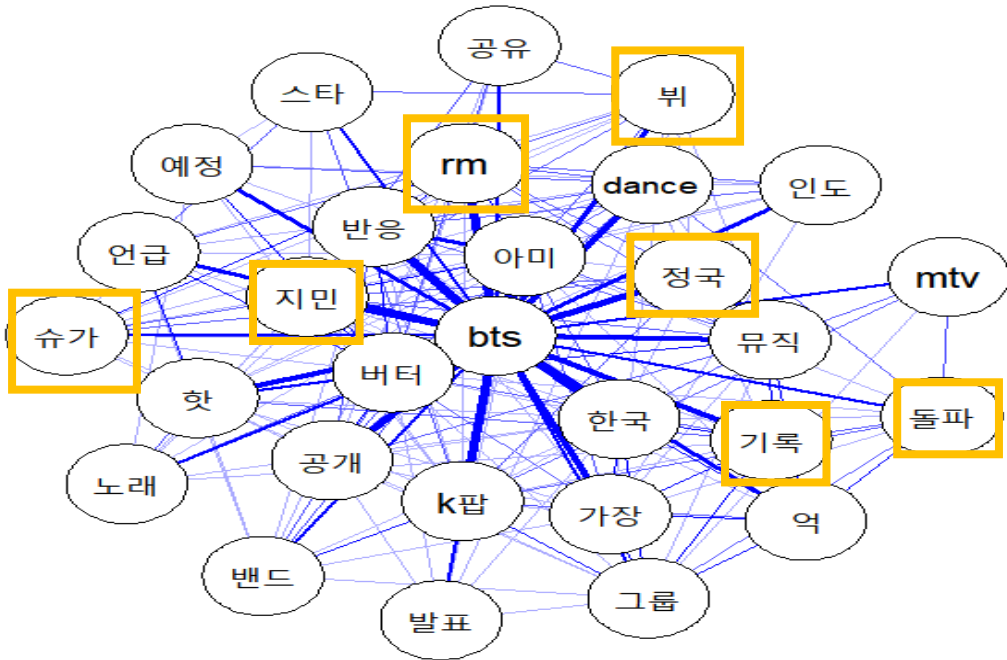 공유
스타
뷔
예정
rm
dance
인도
반응
언급
아미
정국
mtv
지민
슈가
bts
뮤직
버터
핫
한국
돌파
기록
공개
노래
k팝
가장
억
밴드
그룹
발표